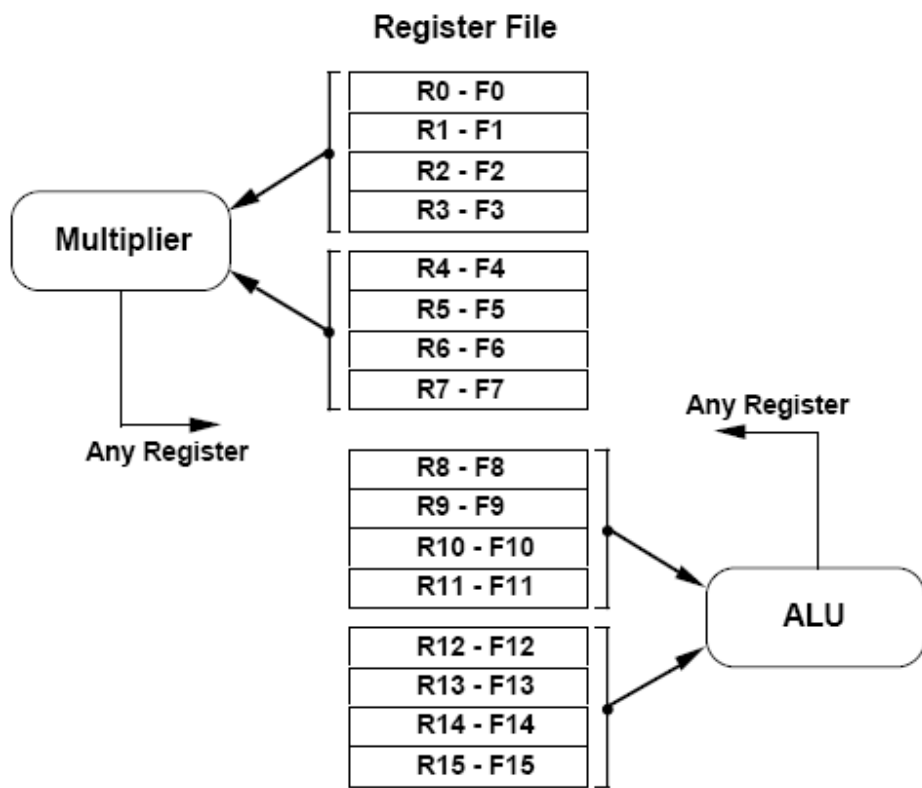 Register File
R0 - F0
R1 - F1
R2 - F2
R3 - F3
Multiplier
R4 - F4
R5 - F5
R6 - F6
R7 - F7
Any Register
Any Register
R8 - F8
R9 - F9
R10 - F10
R11 - F11
ALU
R12 - F12
R13 - F13
R14 - F14
R15 - F15